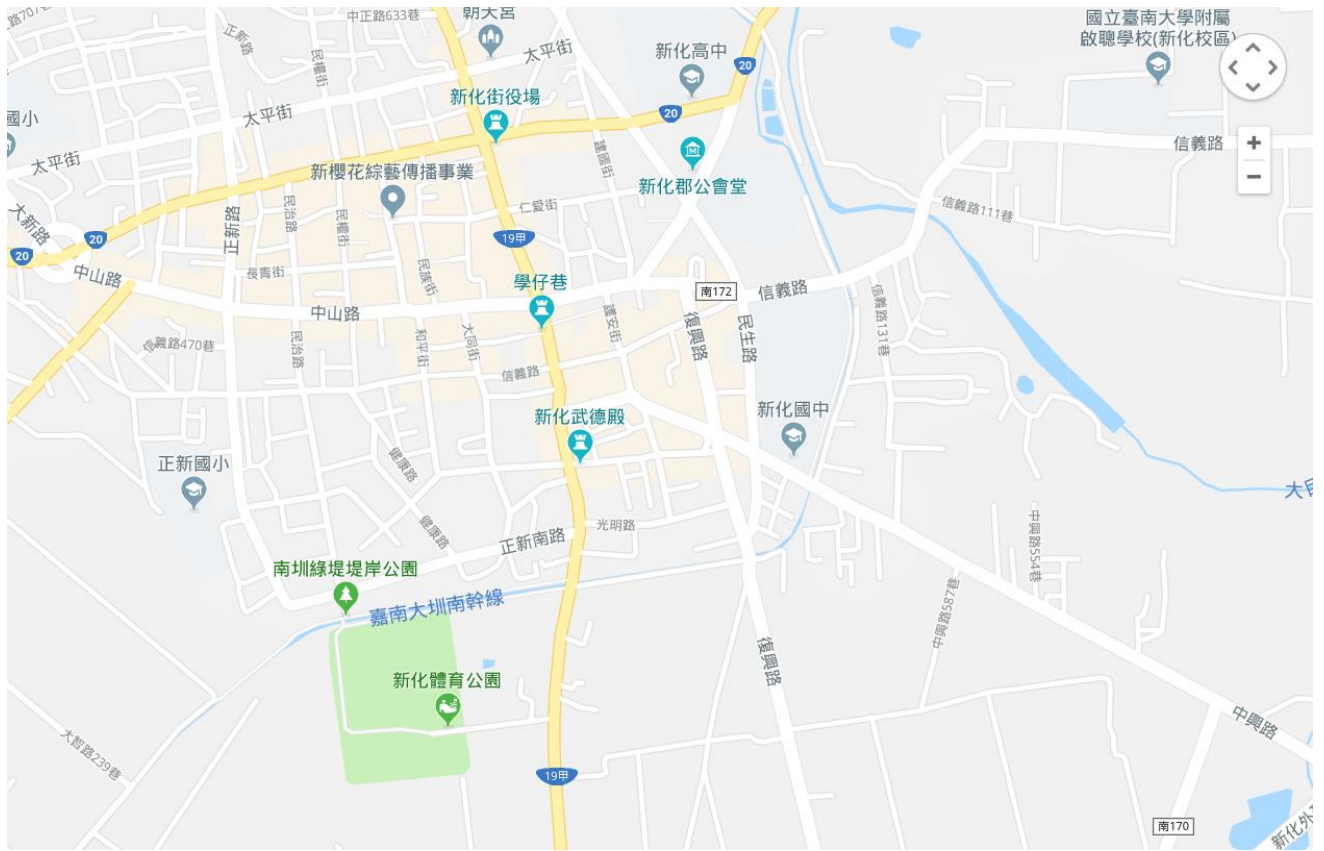 路707巷
中正路633巷
朝天宮
國立臺南大學附屬
啟聰學校(新化校區)
正新路
民權街
太平街
新化高中
20
新化街役場
太平街
20
國小
太平街
建國街
信義路
+
−
新櫻花綜藝傳播事業
新化郡公會堂
民治路
民權街
仁愛街
信義路111巷
大新路
正新路
20
20
19甲
中山路
長青街
民族街
學仔巷
南172
信義路
中山路
護安街
復興路
民生路
信義路131巷
信義路470巷
民治路
和平街
大同街
信義路
新化武德殿
新化國中
正新國小
健康路
大
健康路
正新南路
光明路
中興路554巷
南圳綠堤堤岸公園
嘉南大圳南幹線
中興路587巷
復興路
新化體育公園
中興路
大智路239巷
19甲
南170
新化外